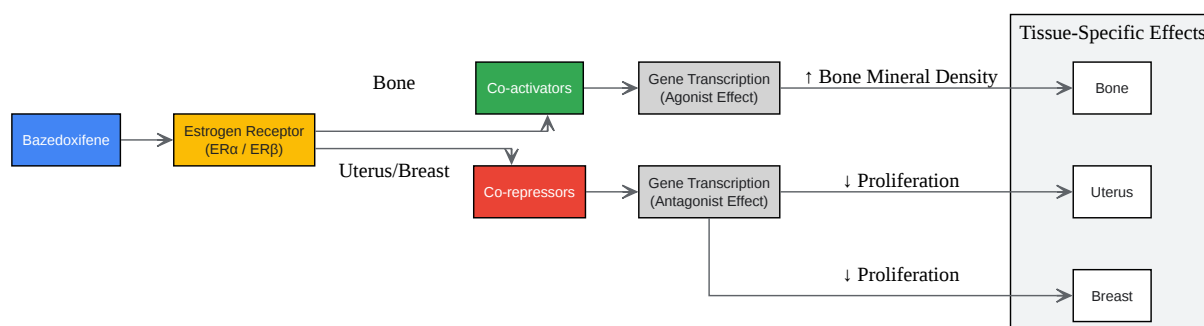 Tissue-Specific Effects
Bone
Co-activators
Gene Transcription
(Agonist Effect)
↑ Bone Mineral Density
Bone
Bazedoxifene
Estrogen Receptor
(ERα / ERβ)
Uterus/Breast
Co-repressors
Gene Transcription
(Antagonist Effect)
↓ Proliferation
Uterus
↓ Proliferation
Breast